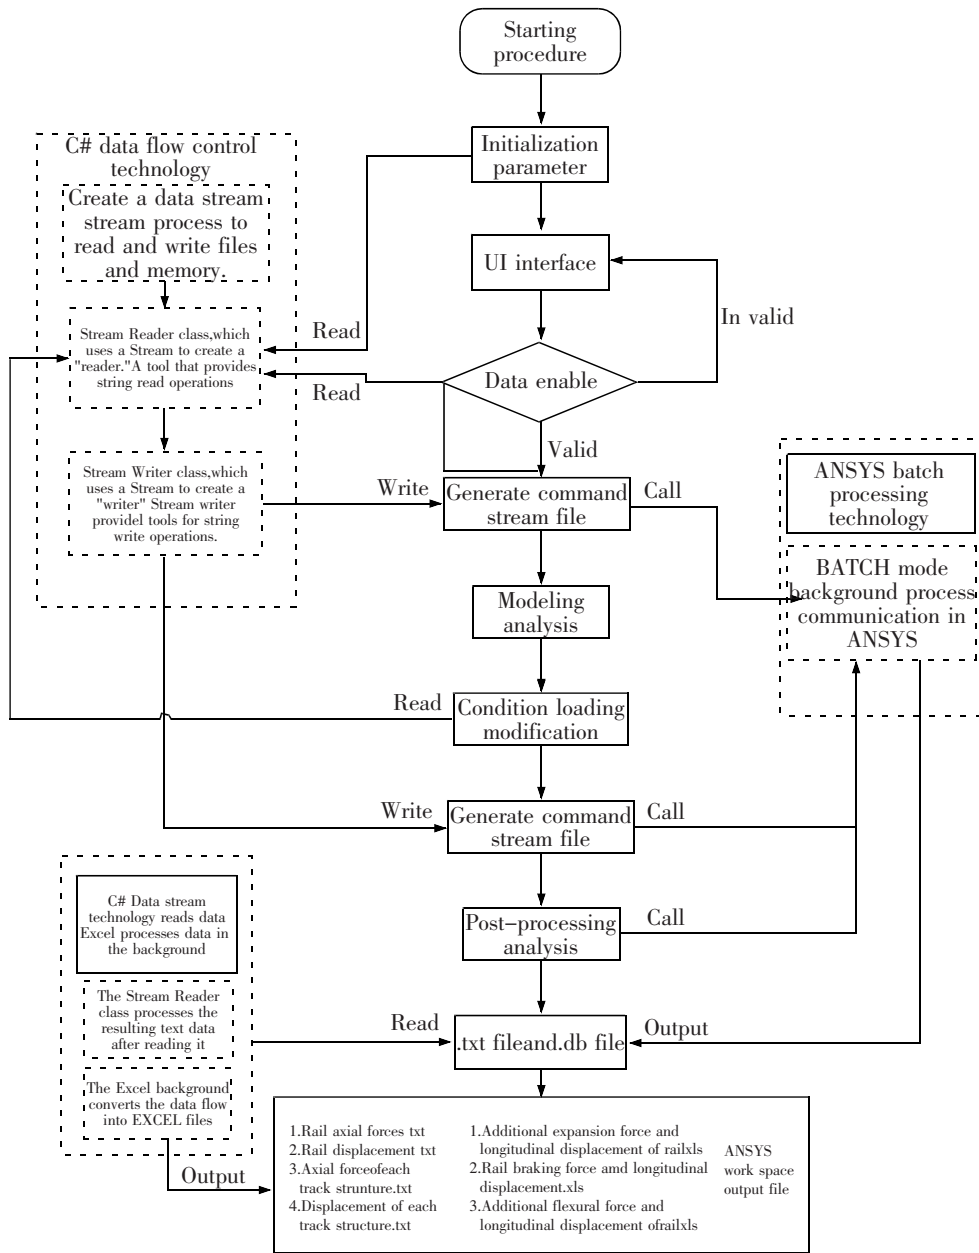 Starting
procedure
Initialization
parameter
C# data flow control
technology
Create a data stream
stream process to
read and write files
and memory.
UI interface
In valid
Read
Stream Reader class,which
uses a Stream to create a
"reader."A tool that provides
string read operations
Data enable
Read
Valid
Stream Writer class,which
uses a Stream to create a
"writer" Stream writer
providel tools for string
write operations.
Write
Generate command
stream file
Call
ANSYS batch
processing
technology
BATCH mode
background process
communication in
ANSYS
Modeling
analysis
Read
Condition loading
modification
Write
Generate command
stream file
Call
C# Data stream
technology reads data
Excel processes data in
the background
Post-processing
analysis
Call
The Stream Reader
class processes the
resulting text data
after reading it
Read
.txt fileand.db file
Output
The Excel background
converts the data flow
into EXCEL files
Output
1.Rail axial forces txt
2.Rail displacement txt
3.Axial forceofeach
track strunture.txt
4.Displacement of each
track structure.txt
1.Additional expansion force and
longitudinal displacement of railxls
2.Rail braking force and longitudinal
displacement.xls
3.Additional flexural force and
longitudinal displacement ofrailxls
ANSYS
work space
output file